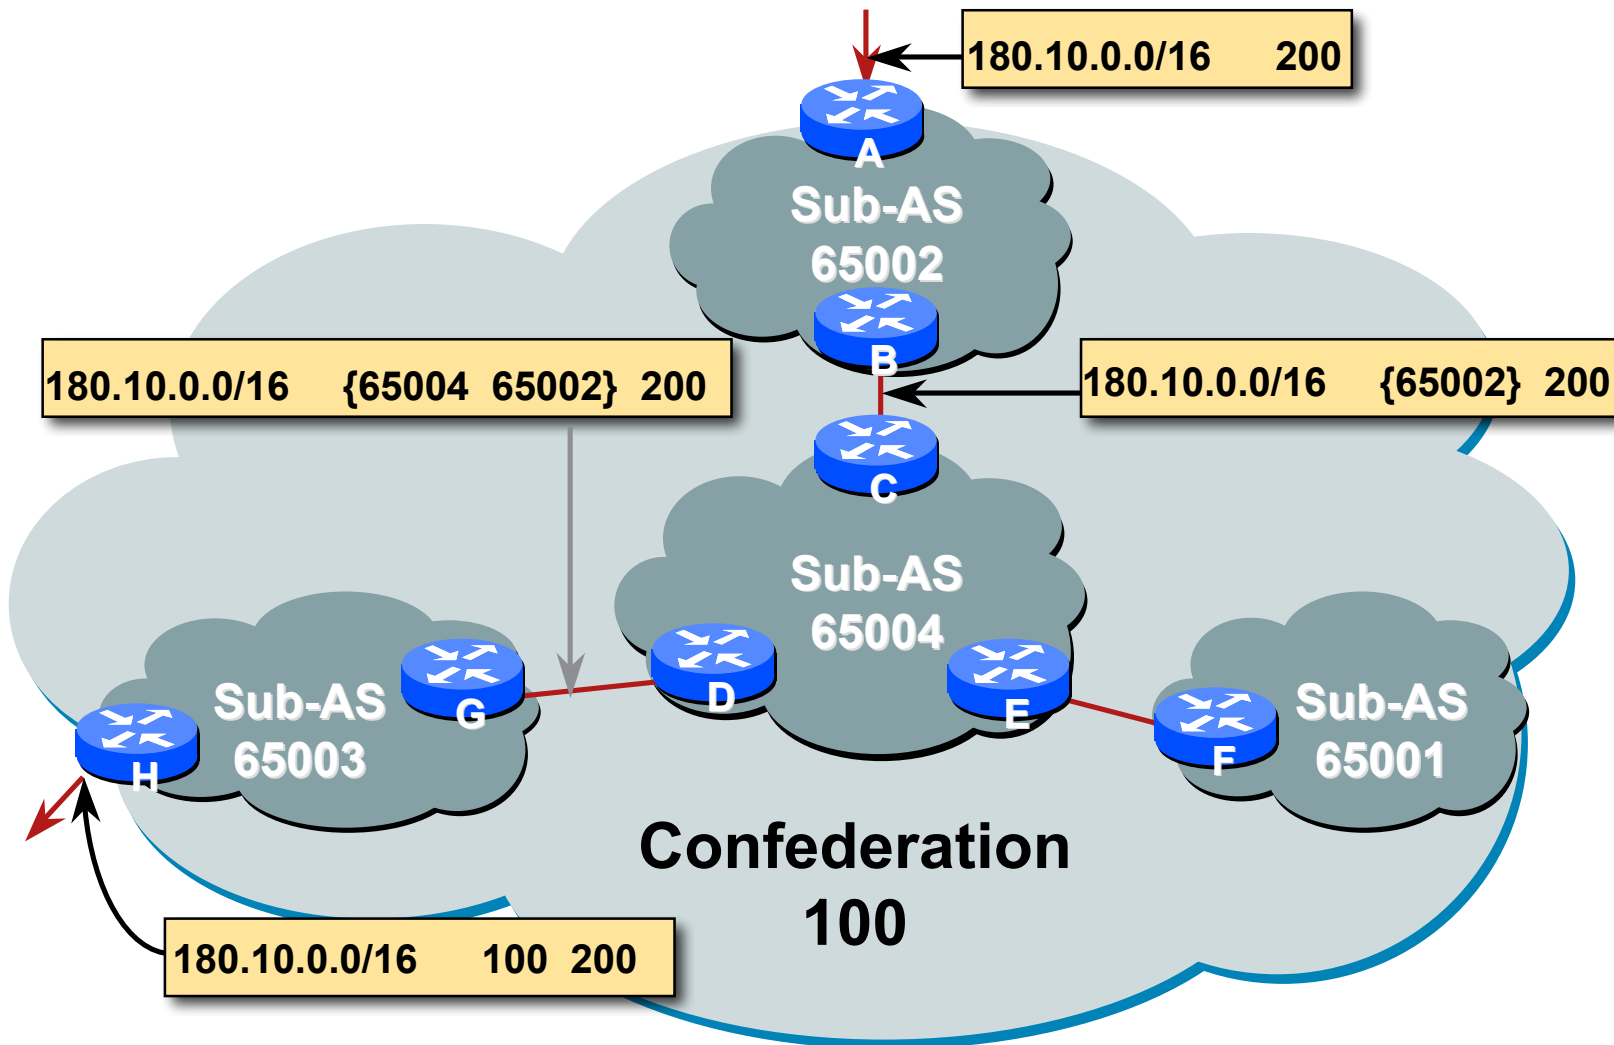 180.10.0.0/16 200
A
Sub-AS
65002
B
180.10.0.0/16 {65004 65002} 200
180.10.0.0/16 {65002} 200
C
Sub-AS
65004
D
E
G
Sub-AS
65003
H
F
Sub-AS
65001
Confederation
100
180.10.0.0/16 100 200